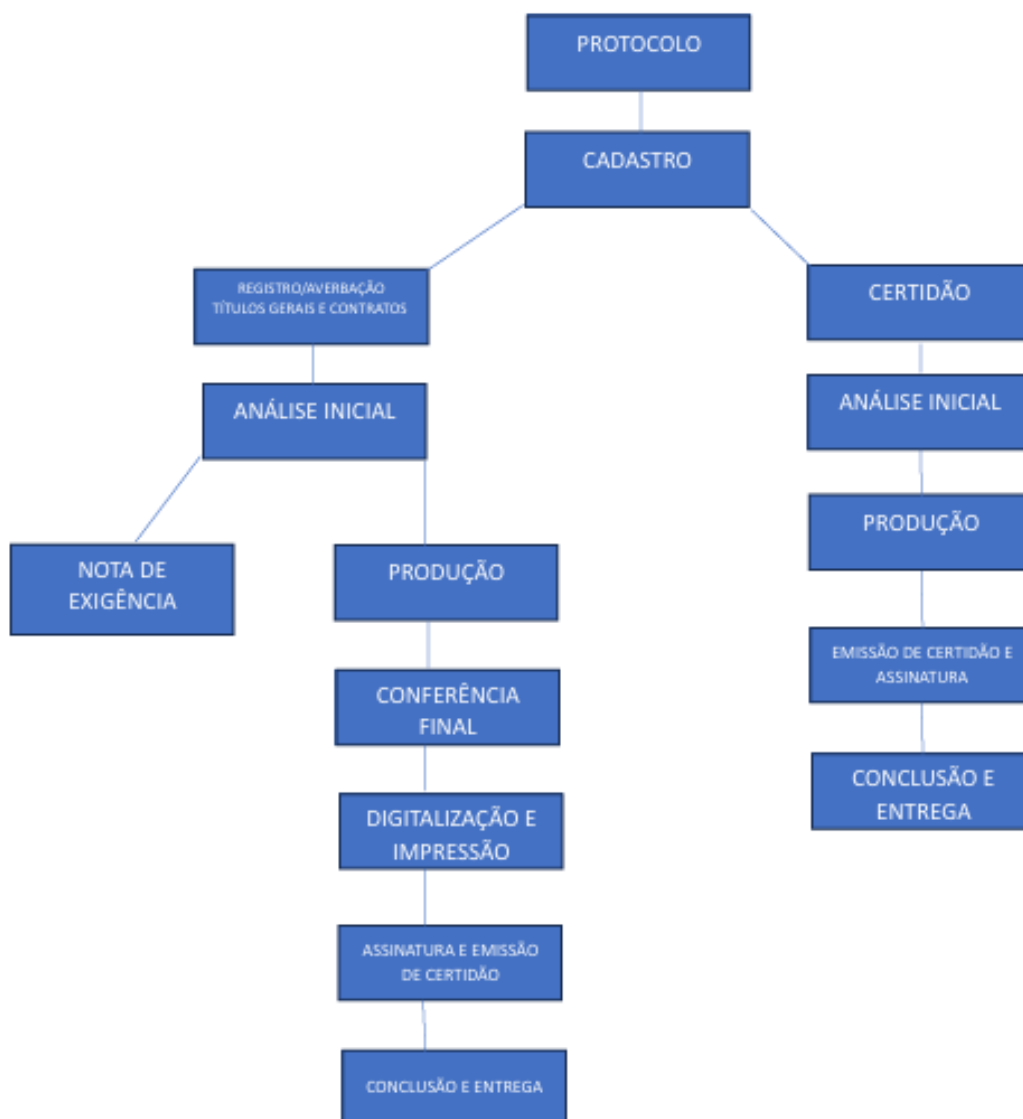 PROTOCOLO
CADASTRO
REGISTRO/AVERBAÇÃO
TÍTULOS GERAIS E CONTRATOS
CERTIDÃO
ANÁLISE INICIAL
ANÁLISE INICIAL
PRODUÇÃO
NOTA DE
EXIGÊNCIA
PRODUÇÃO
EMISSÃO DE CERTIDÃO E
ASSINATURA
CONFERÊNCIA
FINAL
CONCLUSÃO E
ENTREGA
DIGITALIZAÇÃO E
IMPRESSÃO
ASSINATURA E EMISSÃO
DE CERTIDÃO
CONCLUSÃO E ENTREGA